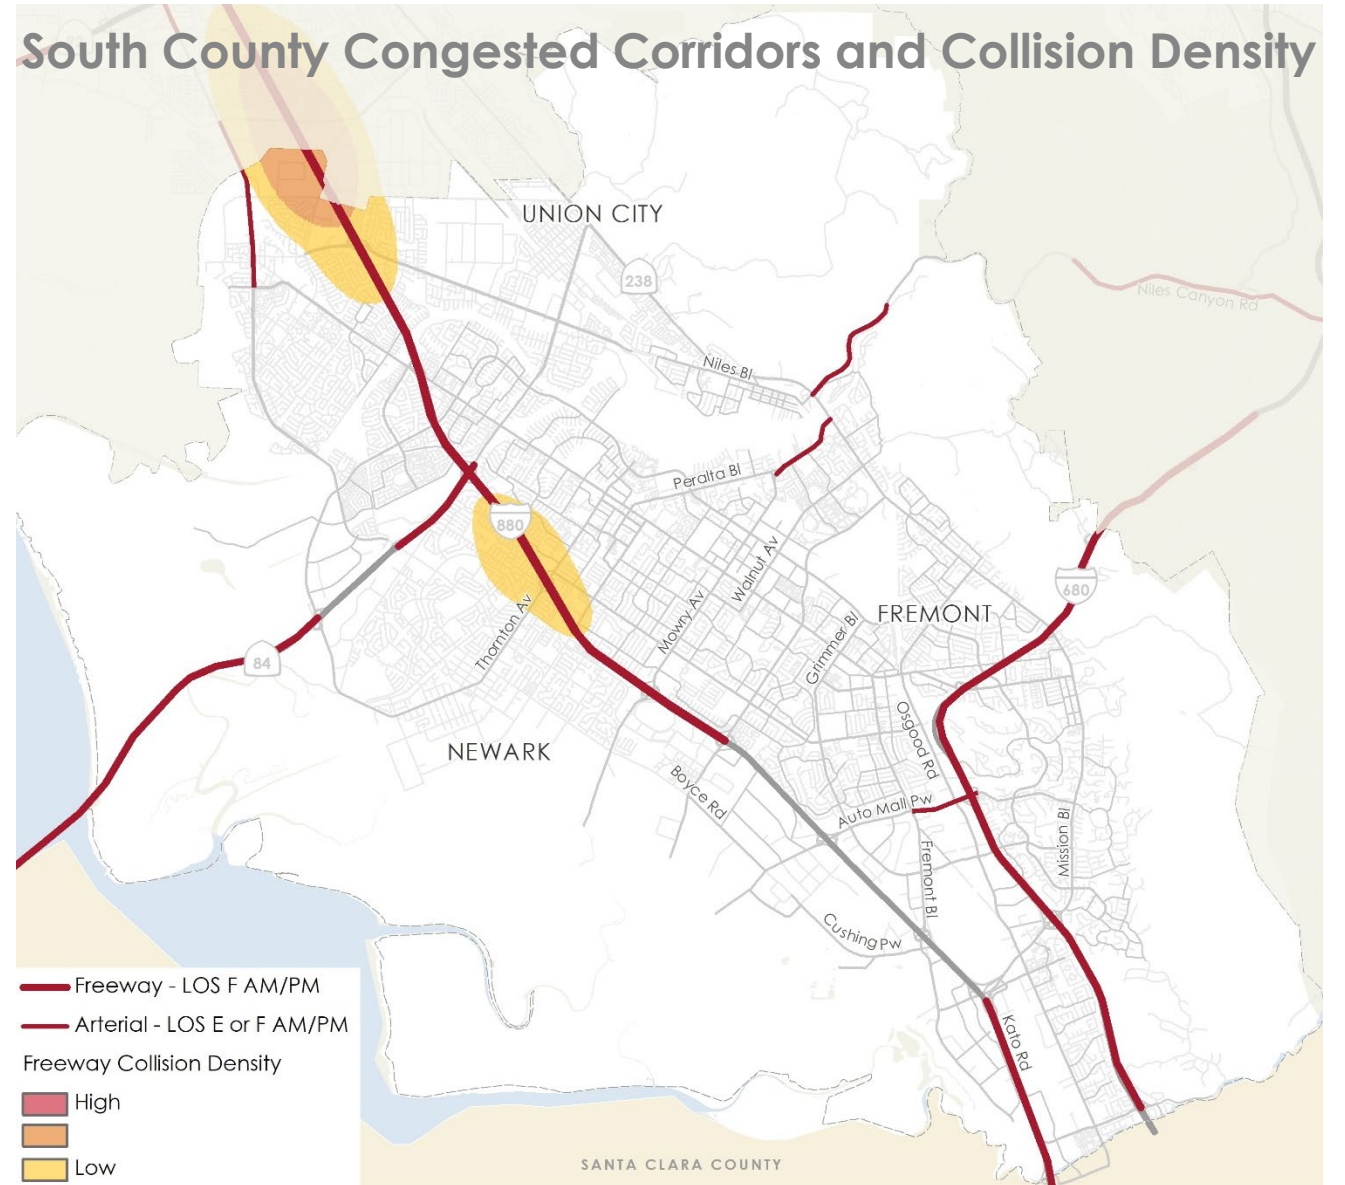 South County Congested Corridors and Collision Density
UNION CITY
238
Niles Canyon Rd
Niles Bl
Peralta Bl
880
Walnut Av
680
Mowry Av
Thornton Av
FREMONT
Grimmer Bl
84
Osgood Rd
NEWARK
Boyce Rd
Auto Mall Pw
Mission Bl
Fremont Bl
Cushing Pw
Kato Rd
Freeway - LOS F AM/PM
Arterial - LOS E or F AM/PM
Freeway Collision Density
High
Low
SANTA CLARA COUNTY